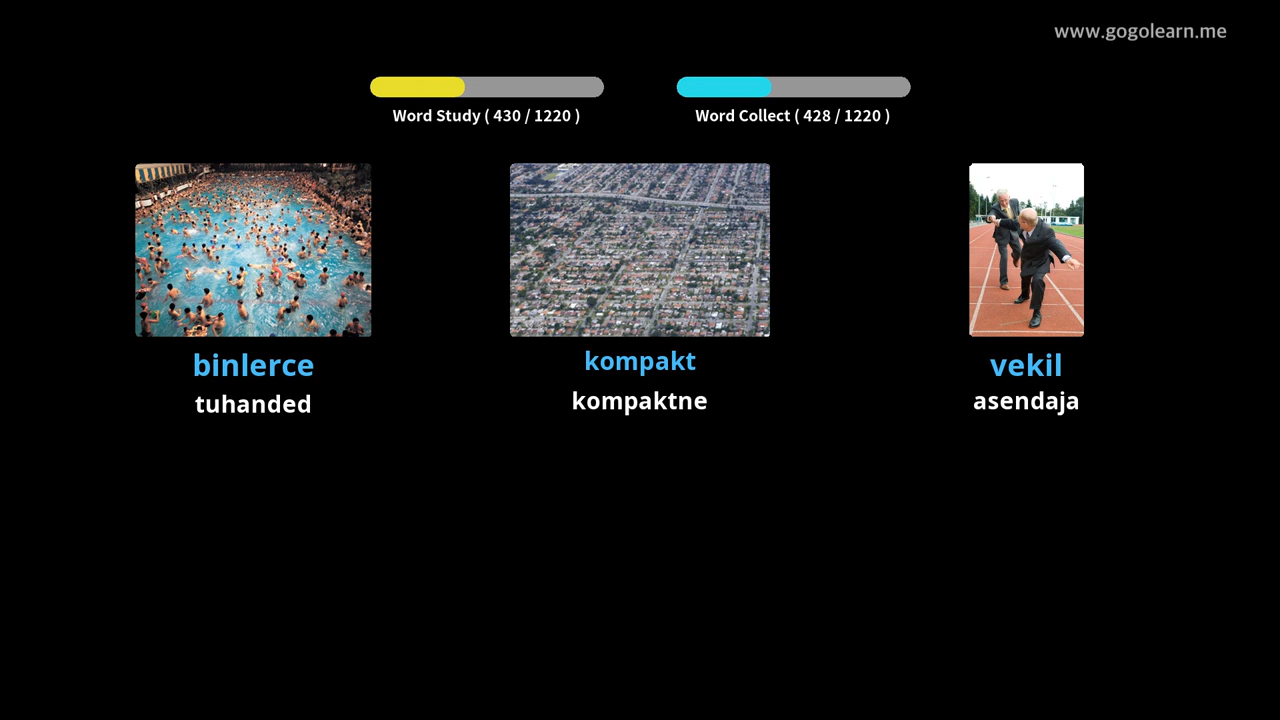 www.gogolearn.me
Word Study ( 430 / 1220 )
Word Collect ( 428 / 1220 )
binlerce
tuhanded
kompakt
kompaktne
vekil
asendaja